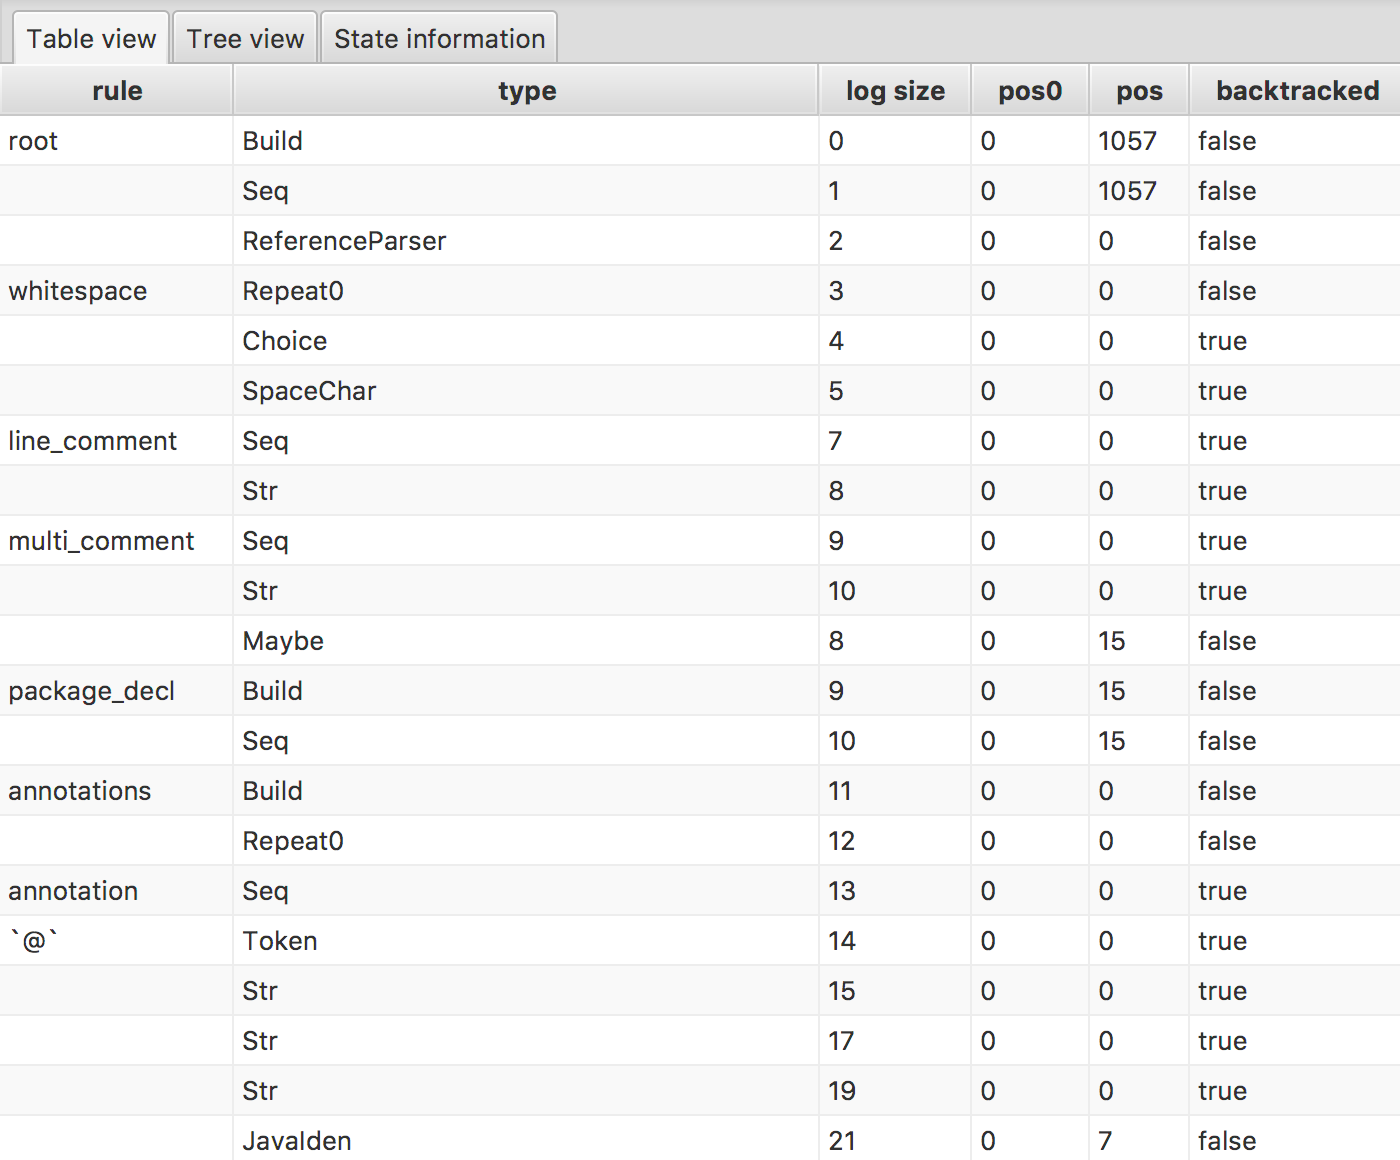 Table view Tree view State information
rule type log size pos0 pos backtracked
root Build 0 0 1057 false
Seq 1 0 1057 false
ReferenceParser 2 0 0 false
whitespace Repeat0 3 0 0 false
Choice 4 0 0 true
SpaceChar 5 0 0 true
line_comment Seq 7 0 0 true
Str 8 0 0 true
multi_comment Seq 9 0 0 true
Str 10 0 0 true
Maybe 8 0 15 false
package_decl Build 9 0 15 false
Seq 10 0 15 false
annotations Build 11 0 0 false
Repeat0 12 0 0 false
annotation Seq 13 0 0 true
`@` Token 14 0 0 true
Str 15 0 0 true
Str 17 0 0 true
Str 19 0 0 true
JavaIden 21 0 7 false